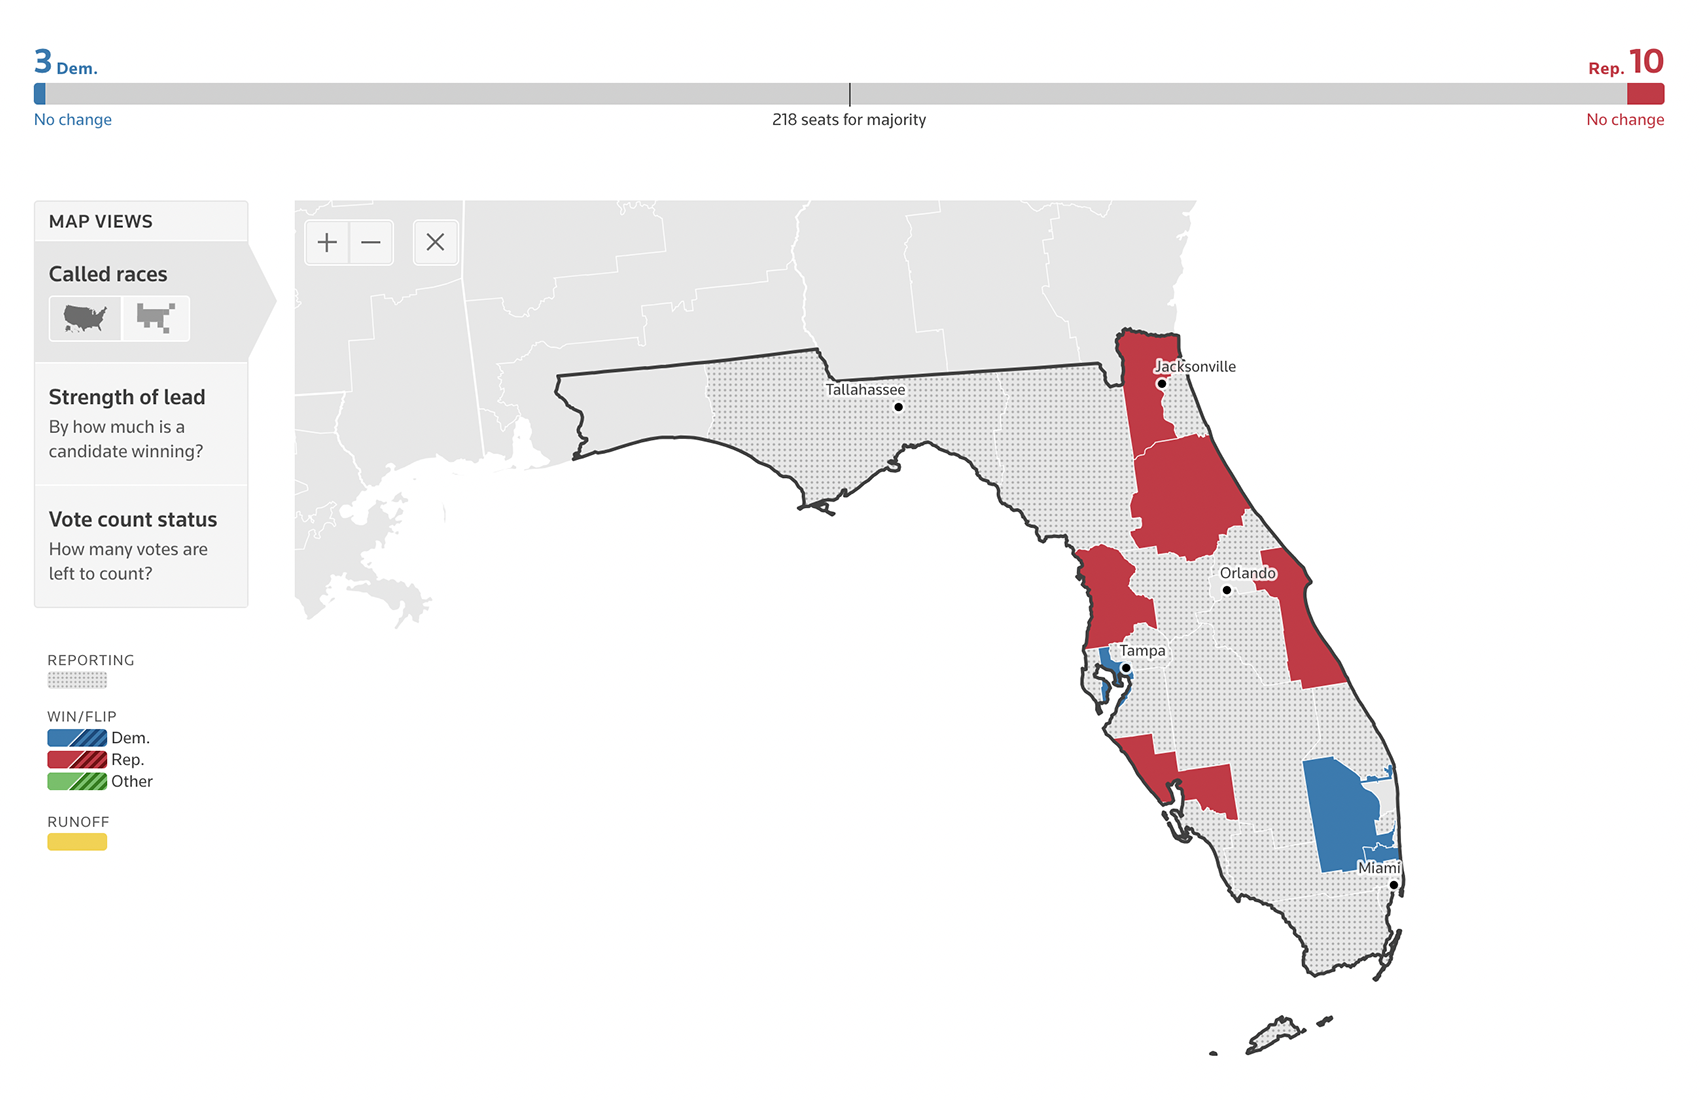 3 Dem.
Rep. 10
No change
218 seats for majority
No change
MAP VIEWS
Called races
Strength of lead
By how much is a
candidate winning?
Vote count status
How many votes are
left to count?
REPORTING
WIN/FLIP
Dem.
Rep.
Other
RUNOFF
Jacksonville
Tallahassee
Orlando
Tampa
Miami